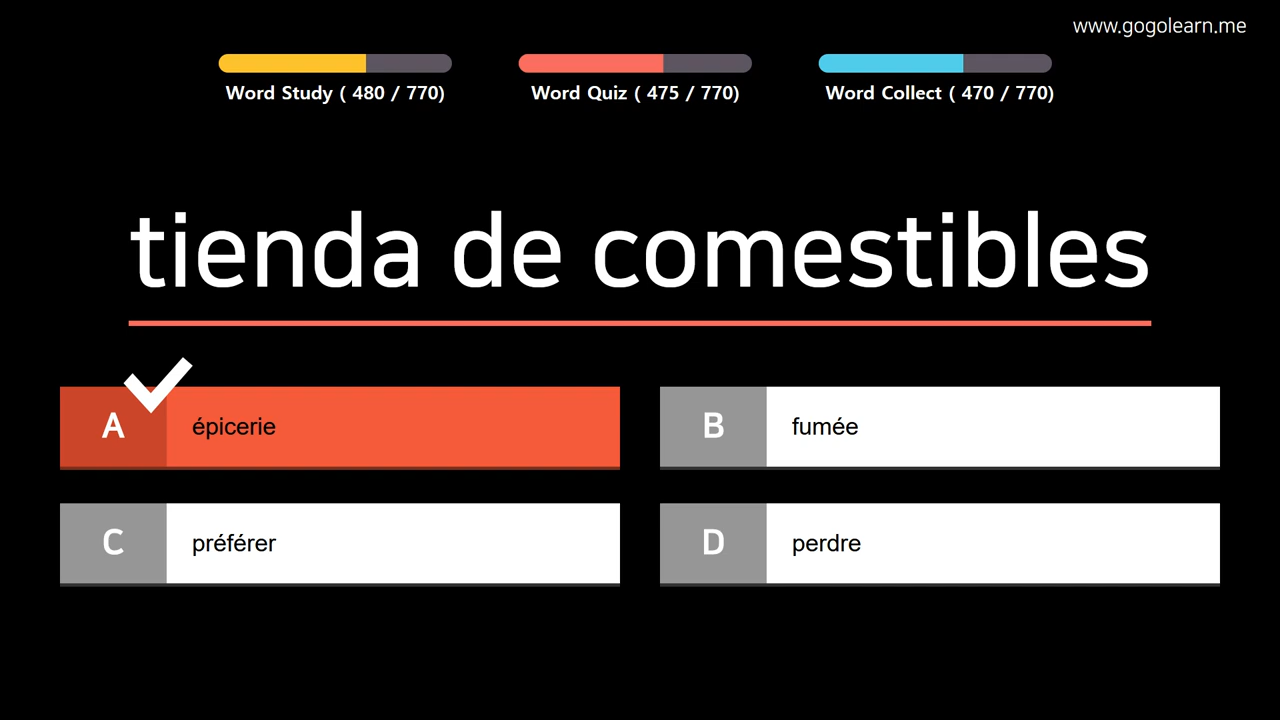 www.gogolearn.me
Word Study ( 480 / 770)
Word Quiz ( 475 / 770)
Word Collect ( 470 / 770)
tienda de comestibles
A épicerie
B fumée
C préférer
D perdre